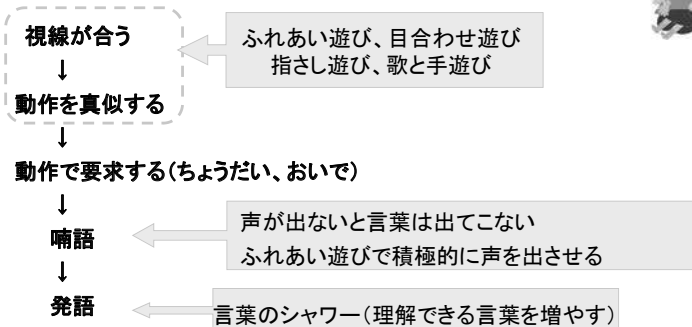 視線が合う
↓
動作を真似する
↓
動作で要求する(ちょうだい、おいで)
↓
喃語
↓
発語
ふれあい遊び、目合わせ遊び
指さし遊び、歌と手遊び
声が出ないと言葉は出てこない
ふれあい遊びで積極的に声を出させる
言葉のシャワー(理解できる言葉を増やす)